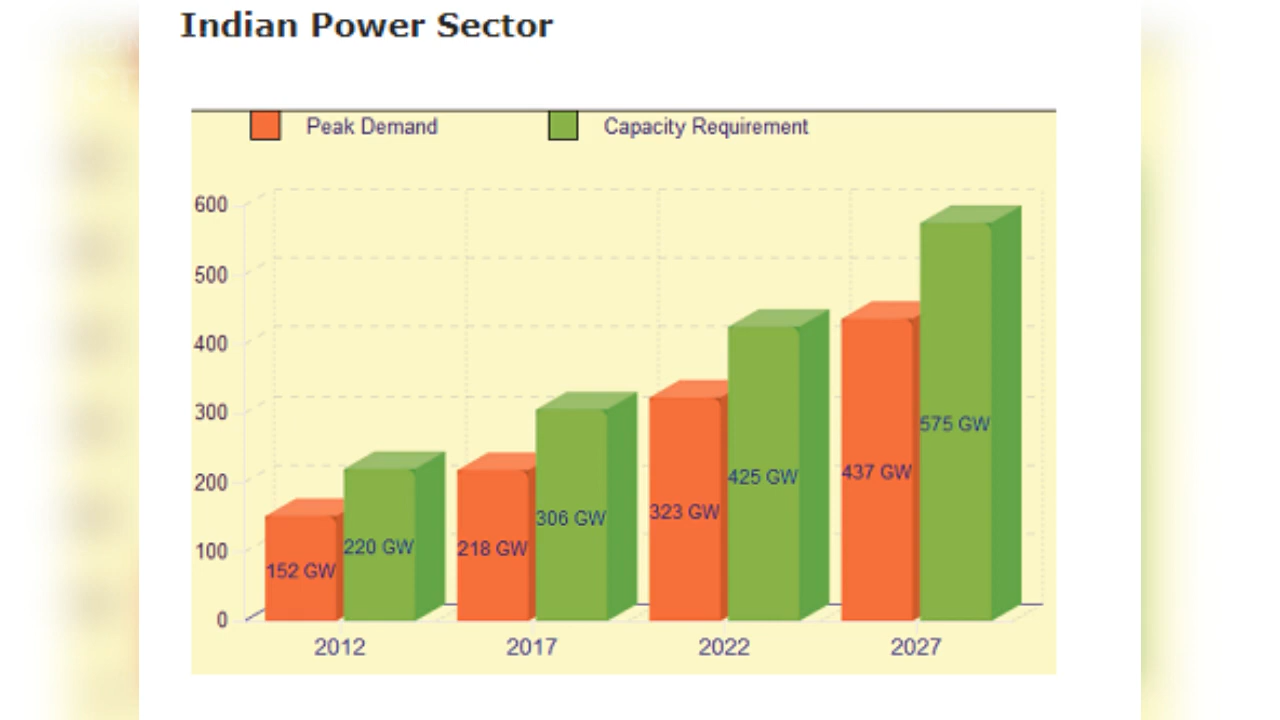 Indian Power Sector
Peak Demand Capacity Requirement
600
500
400
300
200
100
0
575 GW
437 GW
425 GW
323 GW
306 GW
218 GW
220 GW
152 GW
2012 2017 2022 2027